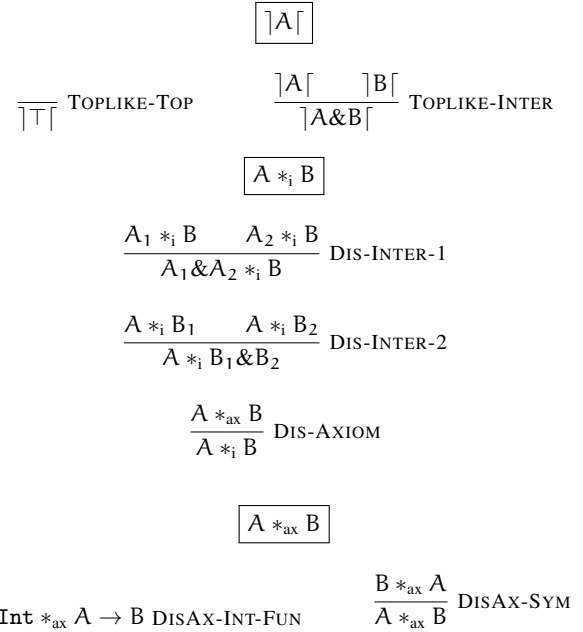 ⌉A⌈
⌉⊤⌈ TOPLIKE-TOP
⌉A⌈ ⌉B⌈
⌉A&B⌈ TOPLIKE-INTER
A *ᵢ B
A₁ *ᵢ B A₂ *ᵢ B
A₁&A₂ *ᵢ B DIS-INTER-1
A *ᵢ B₁ A *ᵢ B₂
A *ᵢ B₁&B₂ DIS-INTER-2
A *ₐₓ B
A *ᵢ B DIS-AXIOM
A *ₐₓ B
Int *ₐₓ A → B DISAX-INT-FUN
B *ₐₓ A
A *ₐₓ B DISAX-SYM